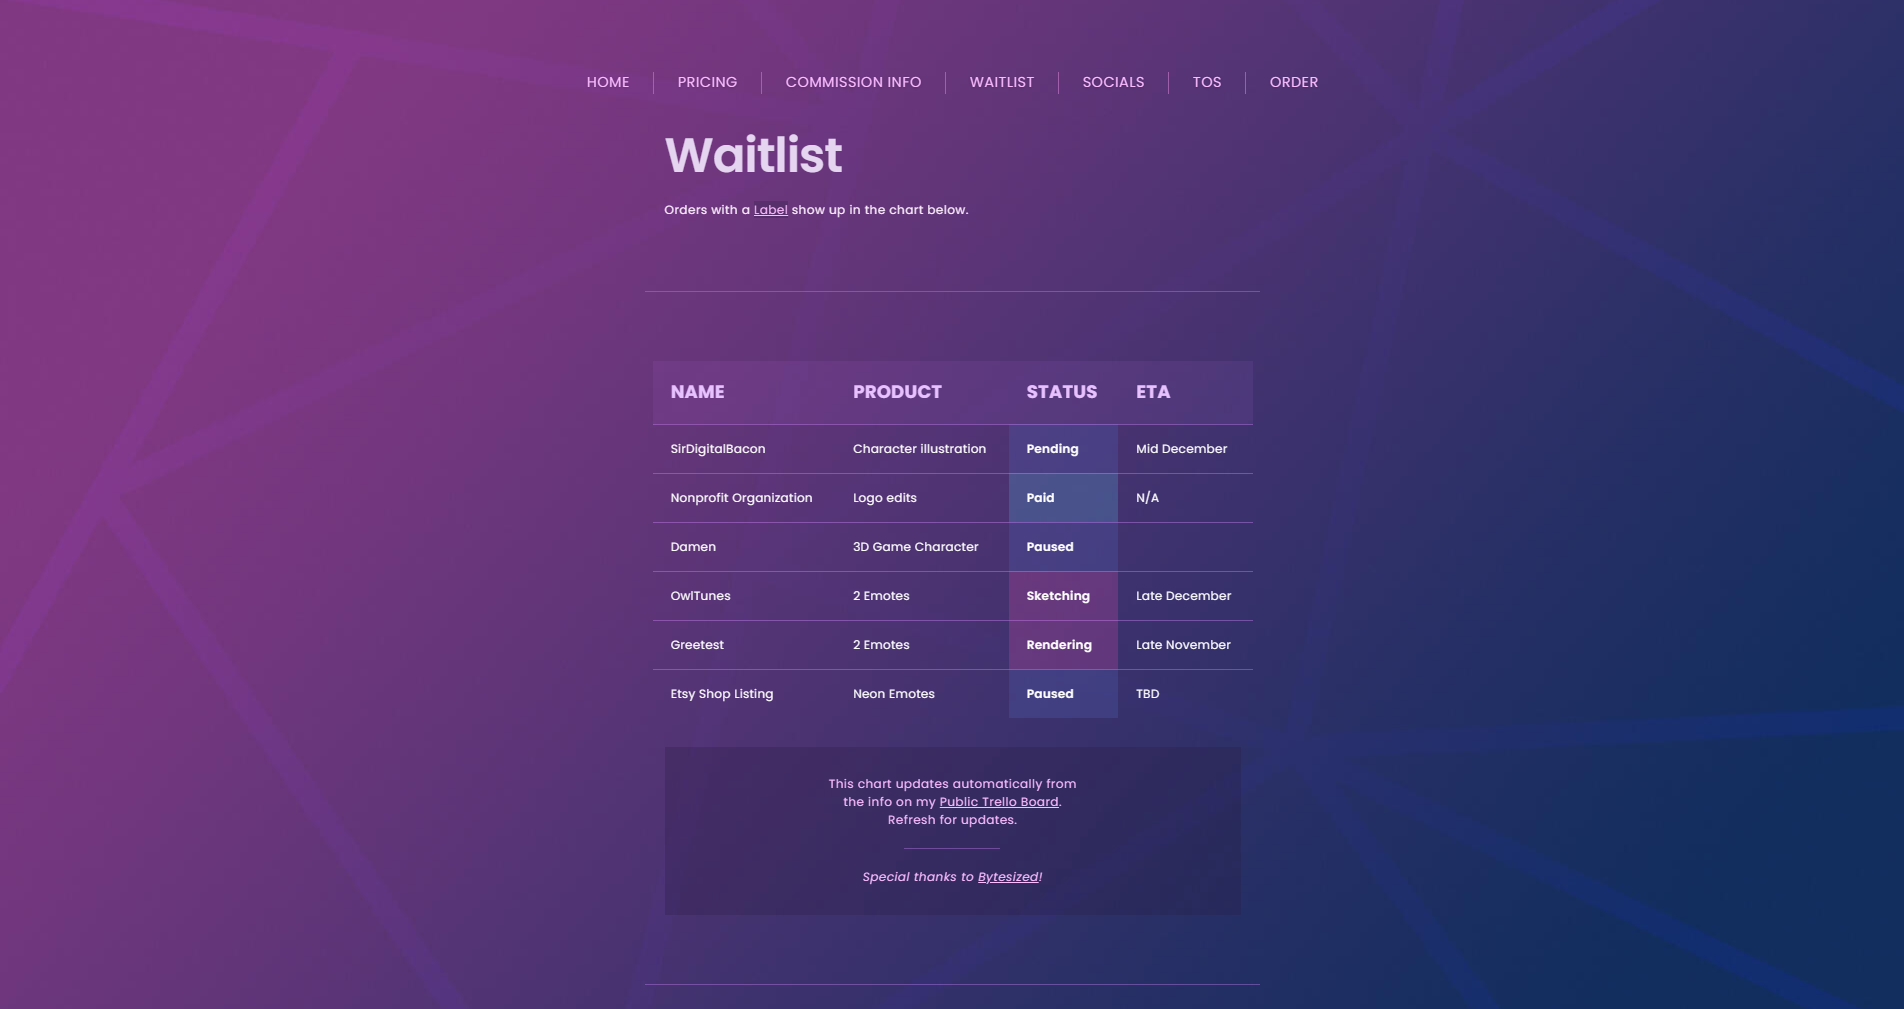 HOME PRICING COMMISSION INFO WAITLIST SOCIALS TOS ORDER
Waitlist
Orders with a Label show up in the chart below.
NAME PRODUCT STATUS ETA
SirDigitalBacon Character illustration Pending Mid December
Nonprofit Organization Logo edits Paid N/A
Damen 3D Game Character Paused
OwlTunes 2 Emotes Sketching Late December
Greetest 2 Emotes Rendering Late November
Etsy Shop Listing Neon Emotes Paused TBD
This chart updates automatically from
the info on my Public Trello Board.
Refresh for updates.
Special thanks to Bytesized!